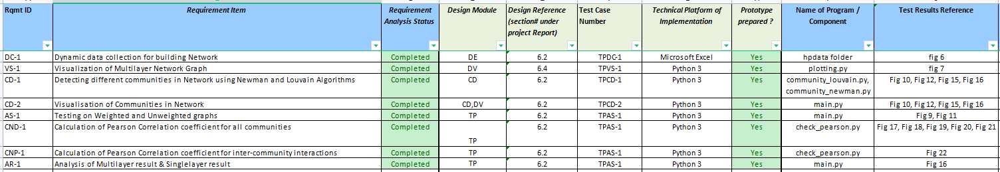 Rqmt ID Requirement Item Requirement Analysis Status Design Module Design Reference (section# under project Report) Test Case Number Technical Platform of Implementation Prototype prepared ? Name of Program / Component Test Results Reference
DC-1 Dynamic data collection for building Network Completed DE 6.2 TPDC-1 Microsoft Excel Yes hpdata folder fig 6
VS-1 Visualization of Multilayer Network Graph Completed DV 6.4 TPVS-1 Python 3 Yes plotting.py fig 7
CD-1 Detecting different communities in Network using Newman and Louvain Algorithms Completed CD 6.2 TPCD-1 Python 3 Yes community_louvain.py, community_newman.py Fig 10, Fig 12, Fig 15, Fig 16
CD-2 Visualisation of Communities in Network Completed CD,DV 6.2 TPCD-2 Python 3 Yes main.py Fig 10, Fig 12, Fig 15, Fig 16
AS-1 Testing on Weighted and Unweighted graphs Completed TP 6.2 TPAS-1 Python 3 Yes main.py Fig 9, Fig 11
CND-1 Calculation of Pearson Correlation coefficient for all communities Completed TP 6.2 TPAS-1 Python 3 Yes check_pearson.py Fig 17, Fig 18, Fig 19, Fig 20, Fig 21
CNP-1 Calculation of Pearson Correlation coefficient for inter-community interactions Completed TP 6.2 TPAS-1 Python 3 Yes check_pearson.py Fig 22
AR-1 Analysis of Multilayer result & Singlelayer result Completed TP 6.2 TPAS-1 Python 3 Yes main.py Fig 16